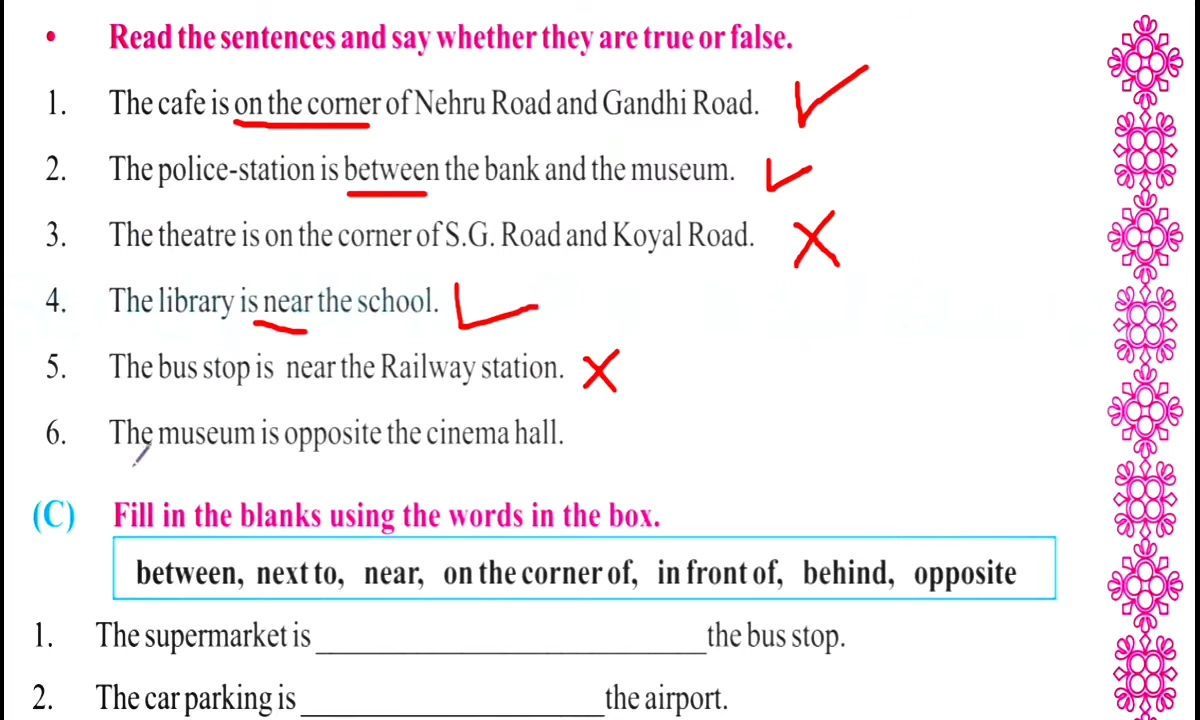 • Read the sentences and say whether they are true or false.
1. The cafe is on the corner of Nehru Road and Gandhi Road.
2. The police-station is between the bank and the museum.
3. The theatre is on the corner of S.G. Road and Koyal Road.
4. The library is near the school.
5. The bus stop is near the Railway station.
6. The museum is opposite the cinema hall.
(C) Fill in the blanks using the words in the box.
between, next to, near, on the corner of, in front of, behind, opposite
1. The supermarket is ____________________________ the bus stop.
2. The car parking is ______________________ the airport.